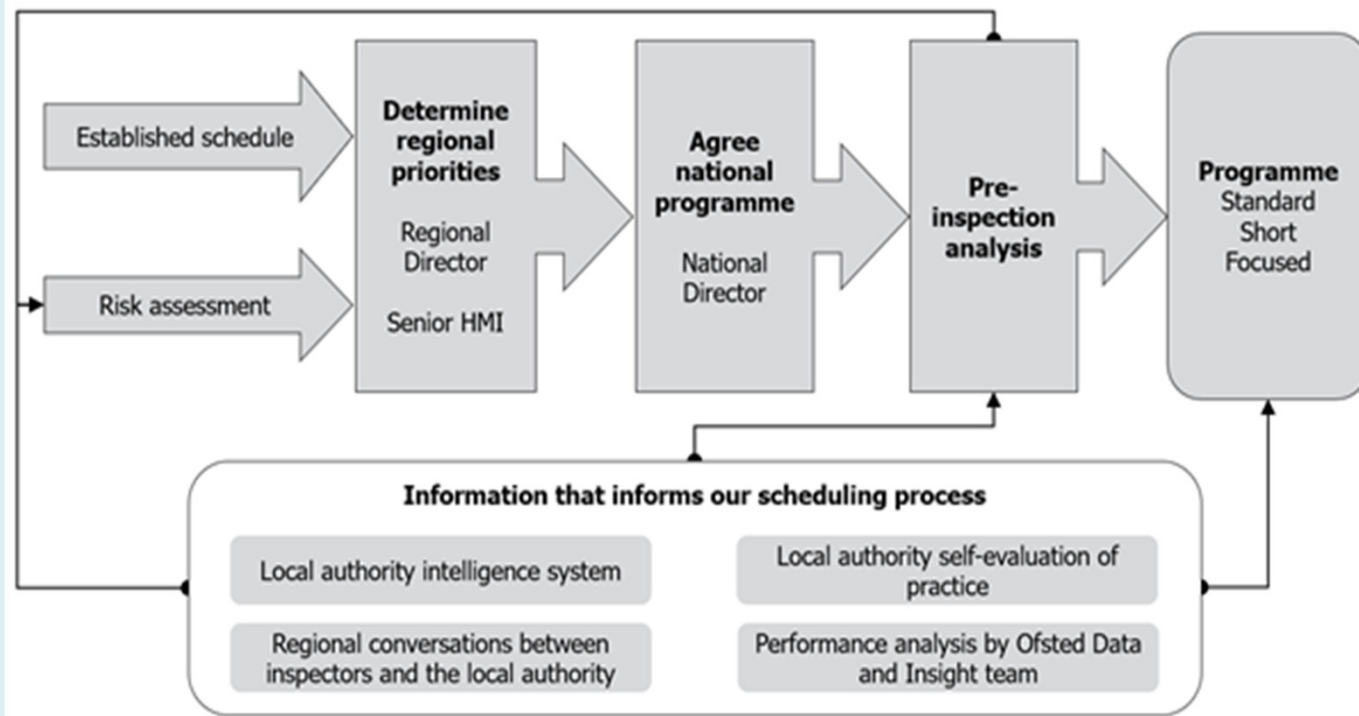 Established schedule
Risk assessment
Determine
regional
priorities
Regional
Director
Senior HMI
Agree
national
programme
National
Director
Pre-
inspection
analysis
Programme
Standard
Short
Focused
Information that informs our scheduling process
Local authority intelligence system
Local authority self-evaluation of
practice
Regional conversations between
inspectors and the local authority
Performance analysis by Ofsted Data
and Insight team